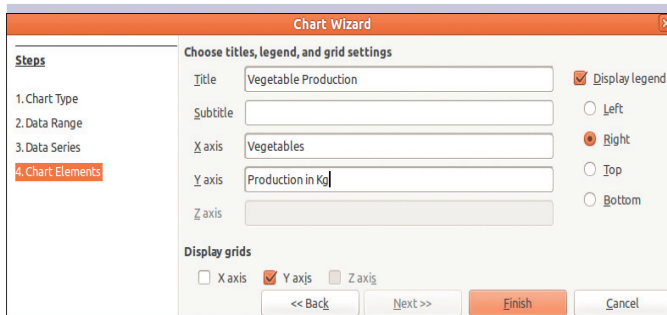 Chart Wizard
Steps
1. Chart Type
2. Data Range
3. Data Series
4. Chart Elements
Choose titles, legend, and grid settings
Title Vegetable Production
Subtitle
X axis Vegetables
Y axis Production in Kg
Z axis
Display legend
Left
Right
Top
Bottom
Display grids
X axis Y axis Z axis
<< Back Next >> Finish Cancel